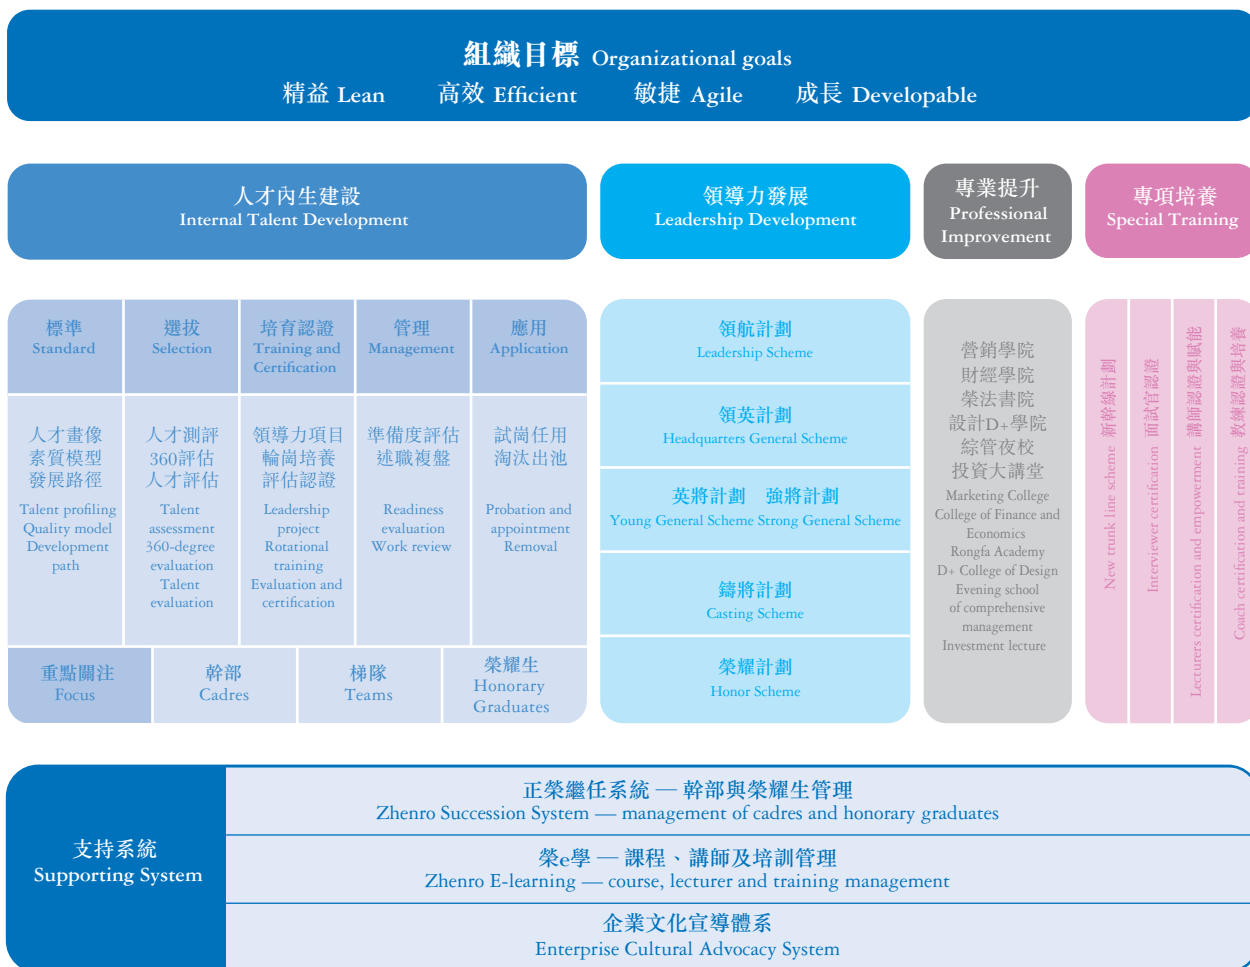 組織目標 Organizational goals
精益 Lean 高效 Efficient 敏捷 Agile 成長 Developable
人才內生建設
Internal Talent Development
領導力發展
Leadership Development
專業提升
Professional
Improvement
專項培養
Special Training
標準
Standard
選拔
Selection
培育認證
Training and
Certification
管理
Management
應用
Application
人才畫像
素質模型
發展路徑
Talent profiling
Quality model
Development
path
人才測評
360評估
人才評估
Talent
assessment
360-degree
evaluation
Talent
evaluation
領導力項目
輪崗培養
評估認證
Leadership
project
Rotational
training
Evaluation and
certification
準備度評估
述職複盤
Readiness
evaluation
Work review
試崗任用
淘汰出池
Probation and
appointment
Removal
重點關注
Focus
幹部
Cadres
梯隊
Teams
榮耀生
Honorary
Graduates
領航計劃
Leadership Scheme
領英計劃
Headquarters General Scheme
英將計劃 強將計劃
Young General Scheme Strong General Scheme
鑄將計劃
Casting Scheme
榮耀計劃
Honor Scheme
營銷學院
財經學院
榮法書院
設計D+學院
綜管夜校
投資大講堂
Marketing College
College of Finance and
Economics
Rongfa Academy
D+ College of Design
Evening school
of comprehensive
management
Investment lecture
New trunk line scheme 新幹線計劃
Interviewer certification 面試官認證
Lecturers certification and empowerment 講師認證與賦能
Coach certification and training 教練認證與培養
支持系統
Supporting System
正榮繼任系統 — 幹部與榮耀生管理
Zhenro Succession System — management of cadres and honorary graduates
榮e學 — 課程、講師及培訓管理
Zhenro E-learning — course, lecturer and training management
企業文化宣導體系
Enterprise Cultural Advocacy System